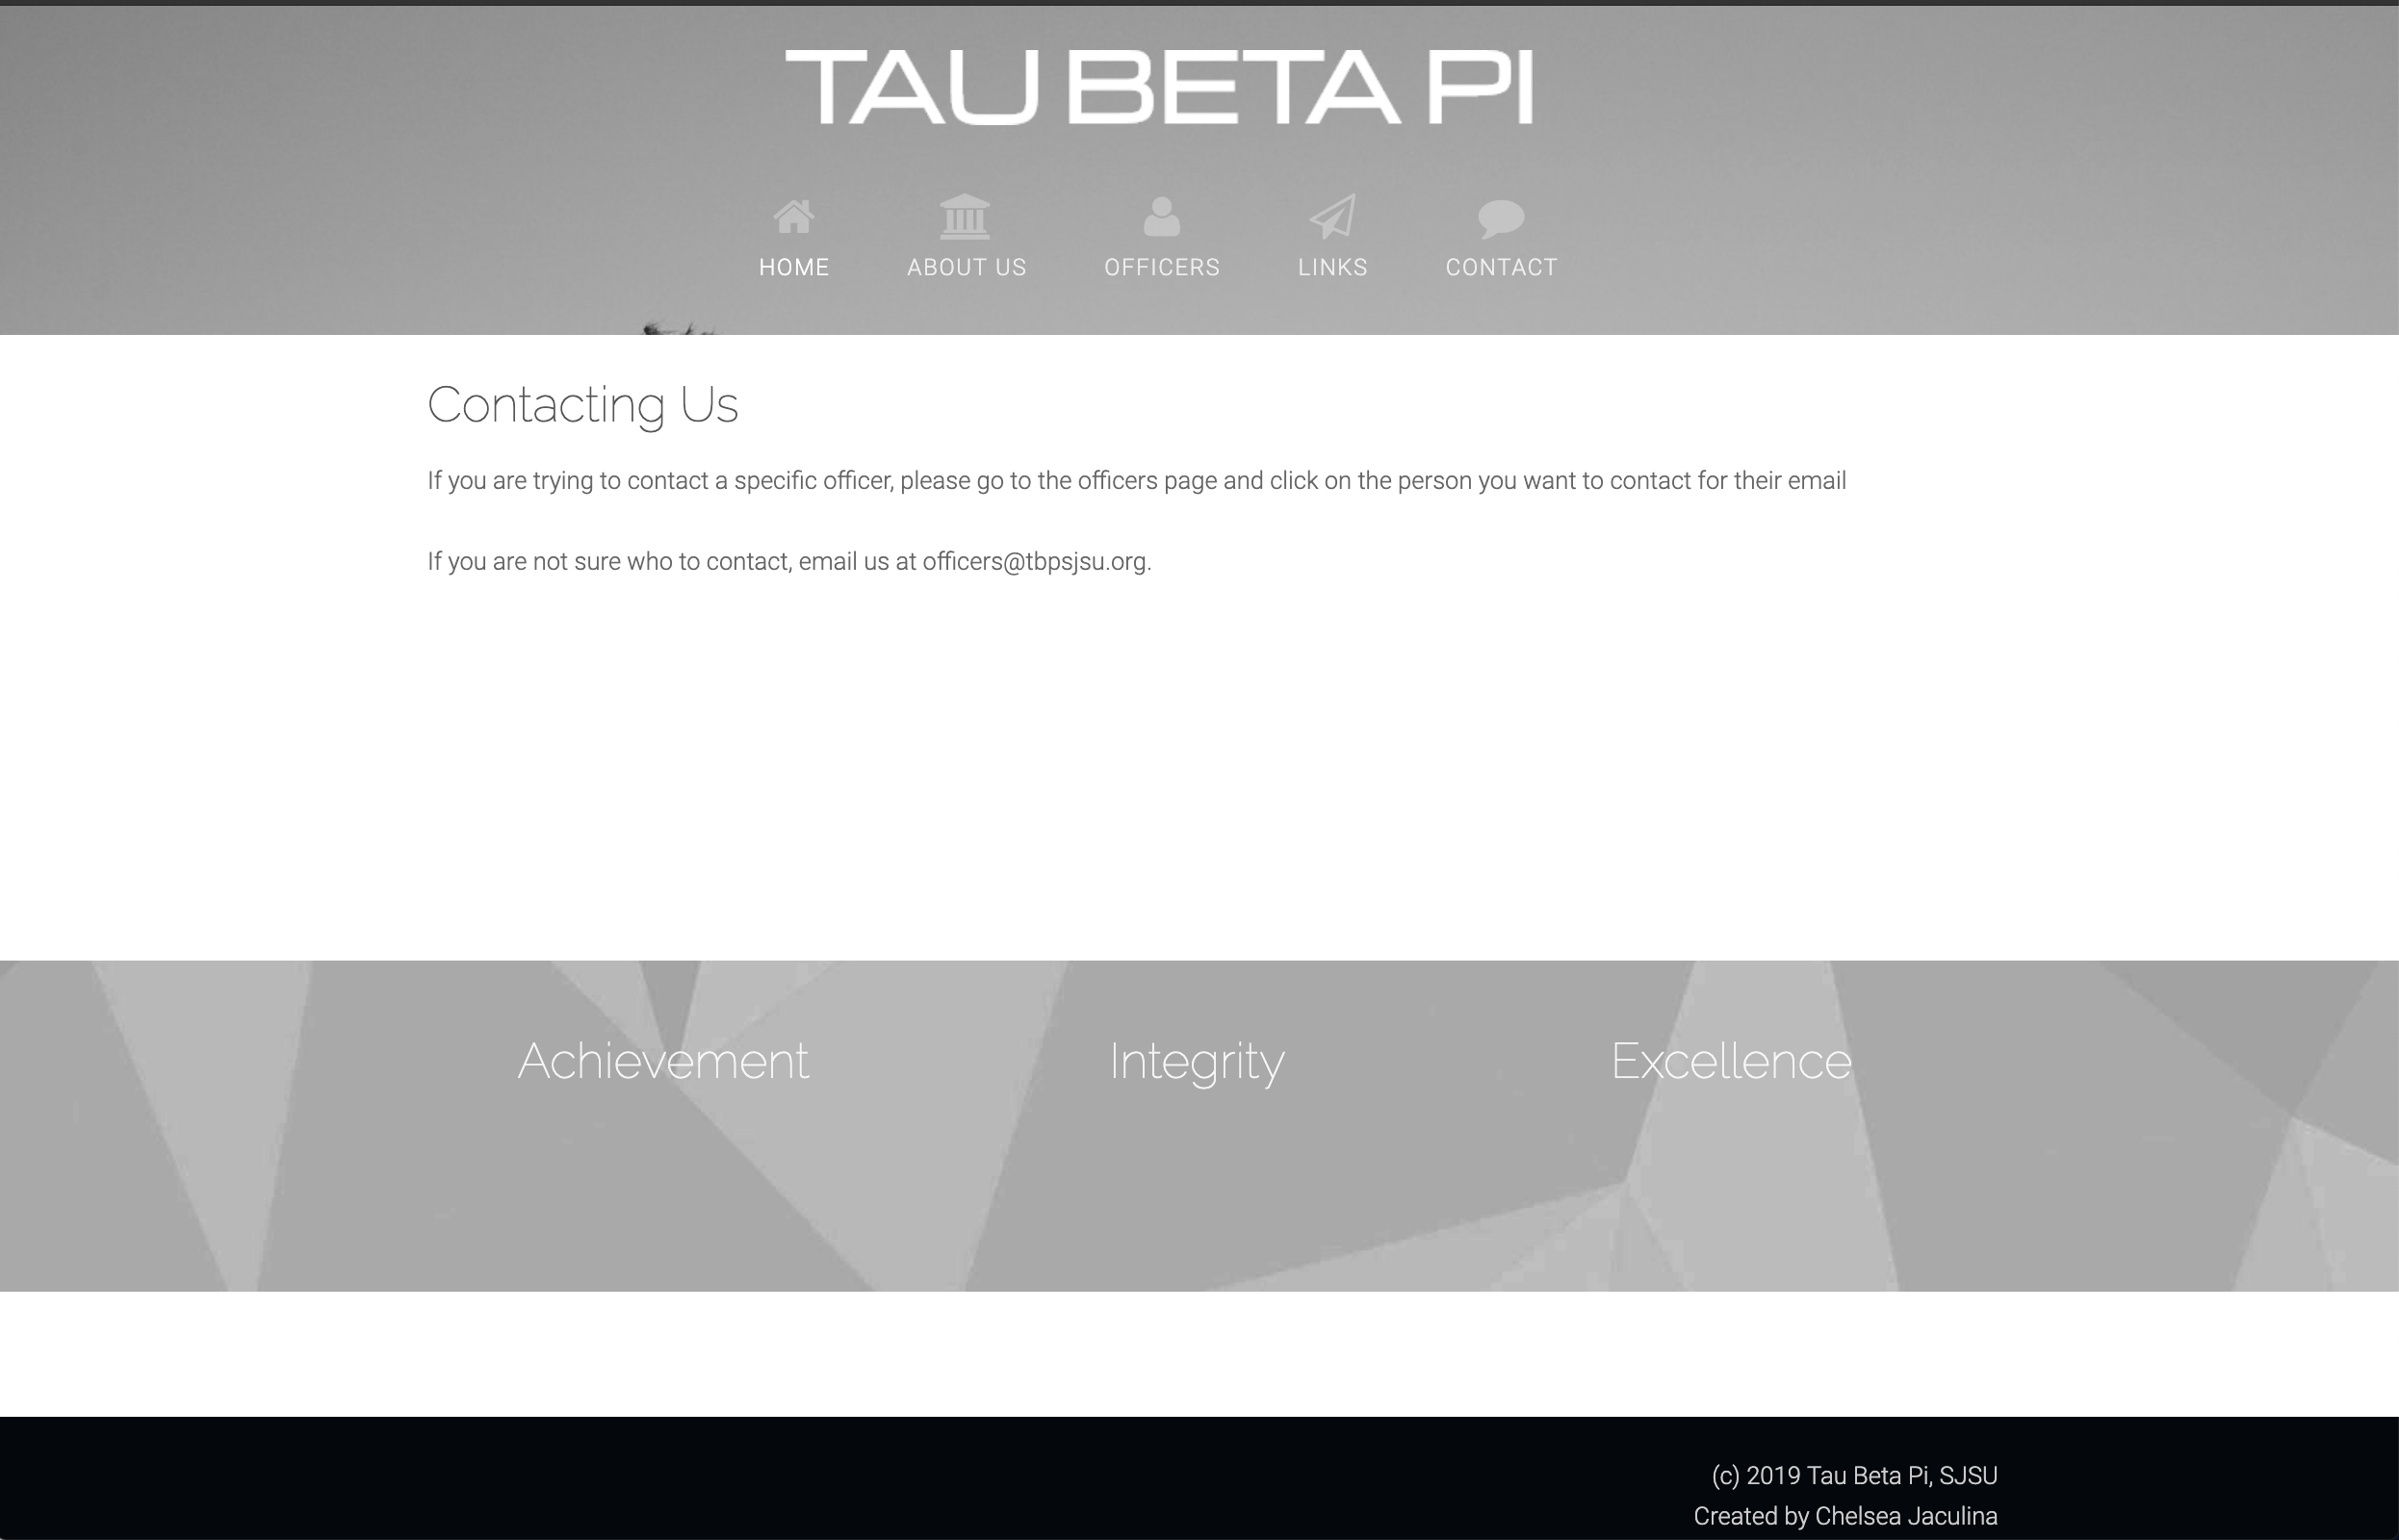 TAU BETA PI
HOME ABOUT US OFFICERS LINKS CONTACT
Contacting Us
If you are trying to contact a specific officer, please go to the officers page and click on the person you want to contact for their email
If you are not sure who to contact, email us at officers@tbpsjsu.org.
Achievement Integrity Excellence
(c) 2019 Tau Beta Pi, SJSU
Created by Chelsea Jaculina